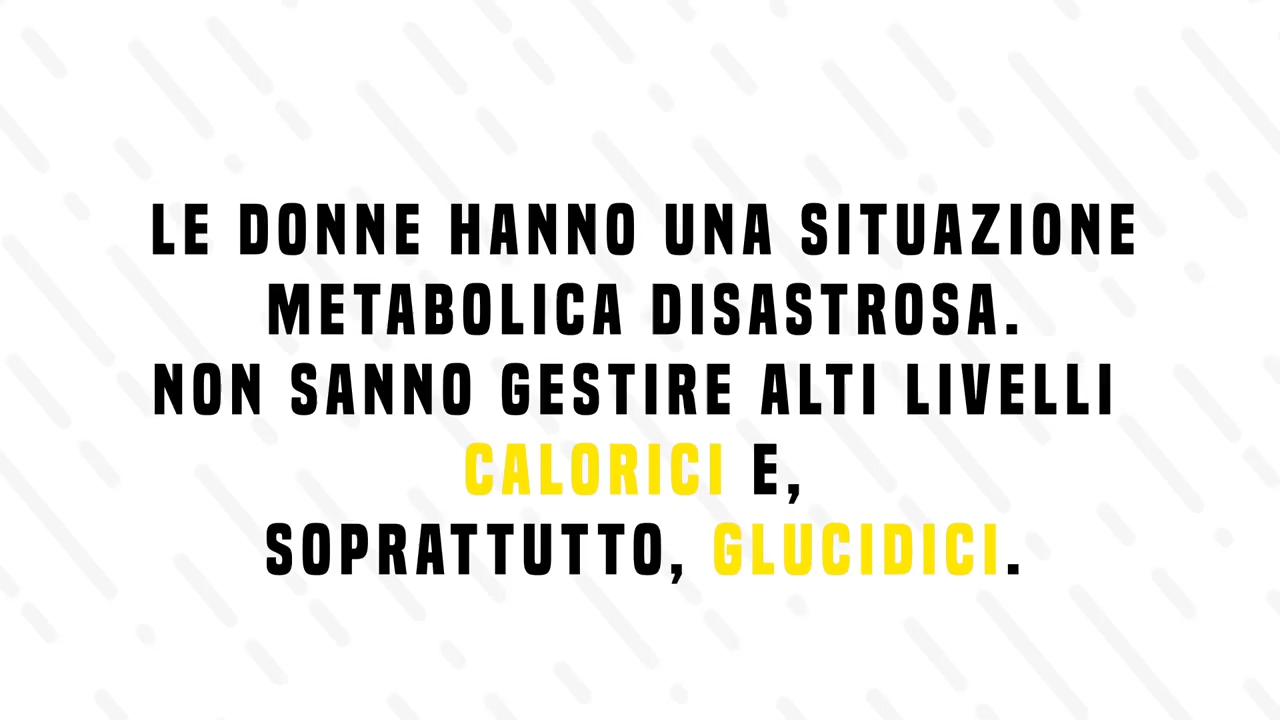 LE DONNE HANNO UNA SITUAZIONE
METABOLICA DISASTROSA.
NON SANNO GESTIRE ALTI LIVELLI
CALORICI E,
SOPRATTUTTO, GLUCIDICI.